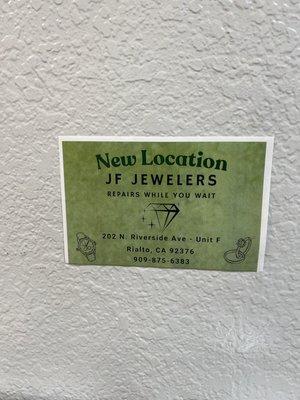 New Location
JF JEWELERS
REPAIRS WHILE YOU WAIT
202 N. Riverside Ave - Unit F
Rialto, CA 92376
909-875-6383